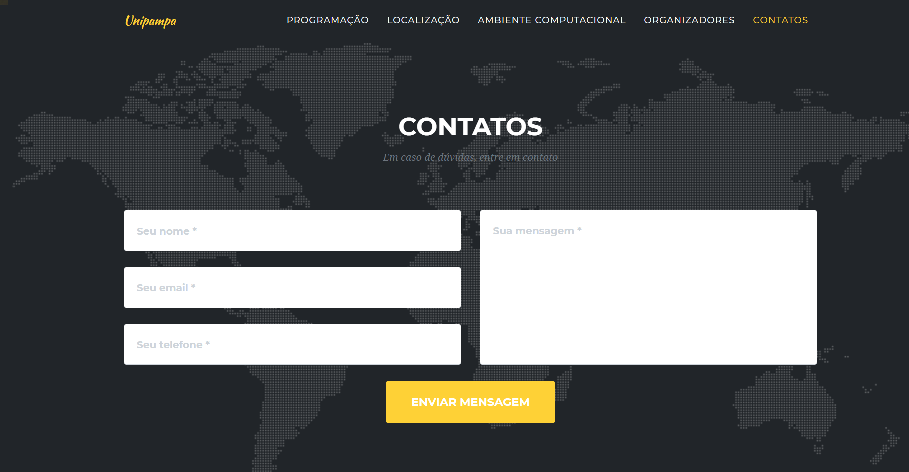 Unipampa
PROGRAMAÇÃO LOCALIZAÇÃO AMBIENTE COMPUTACIONAL ORGANIZADORES CONTATOS
CONTATOS
Em caso de dúvidas, entre em contato
Seu nome *
Seu email *
Seu telefone *
Sua mensagem *
ENVIAR MENSAGEM